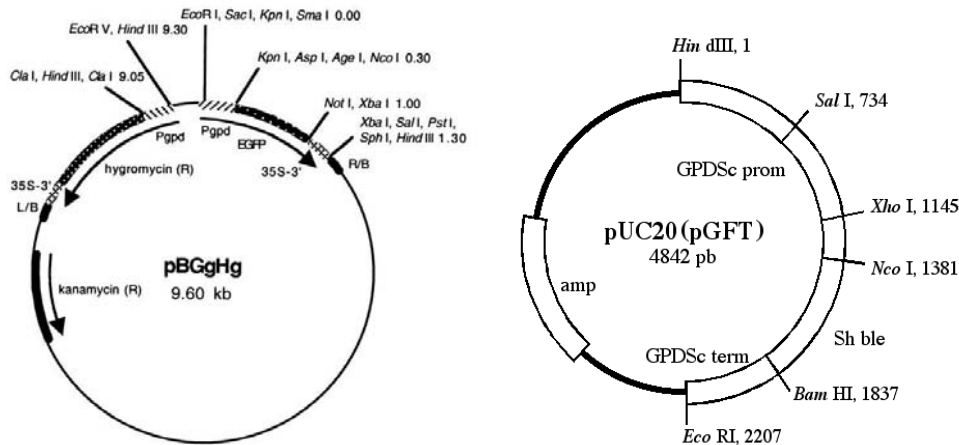 EcoR I, Sac I, Kpn I, Sma I 0.00
EcoR V, Hind III 9.30
Kpn I, Asp I, Age I, Nco I 0.30
Cla I, Hind III, Cla I 9.05
Not I, Xba I 1.00
Xba I, Sal I, Pst I,
Sph I, Hind III 1.30
Pgpd
Pgpd
EGFP
hygromycin (R)
35S-3'
R/B
35S-3'
L/B
pBGgHg
9.60 kb
kanamycin (R)
Hin dIII, 1
Sal I, 734
GPDSc prom
Xho I, 1145
pUC20 (pGFT)
4842 pb
Nco I, 1381
amp
Sh ble
GPDSc term
Bam HI, 1837
Eco RI, 2207